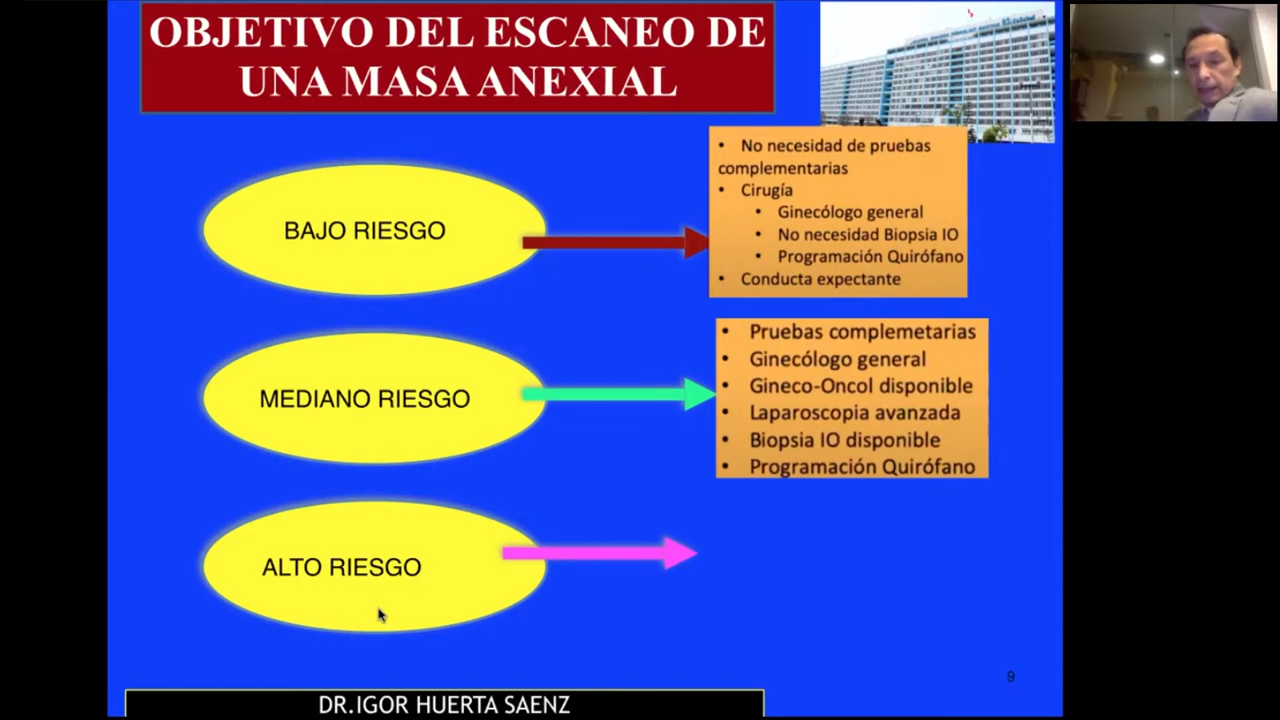 OBJETIVO DEL ESCANEO DE
UNA MASA ANEXIAL
BAJO RIESGO
• No necesidad de pruebas
complementarias
• Cirugía
• Ginecólogo general
• No necesidad Biopsia IO
• Programación Quirófano
• Conducta expectante
MEDIANO RIESGO
• Pruebas complemetarias
• Ginecólogo general
• Gineco-Oncol disponible
• Laparoscopia avanzada
• Biopsia IO disponible
• Programación Quirófano
ALTO RIESGO
9
DR.IGOR HUERTA SAENZ